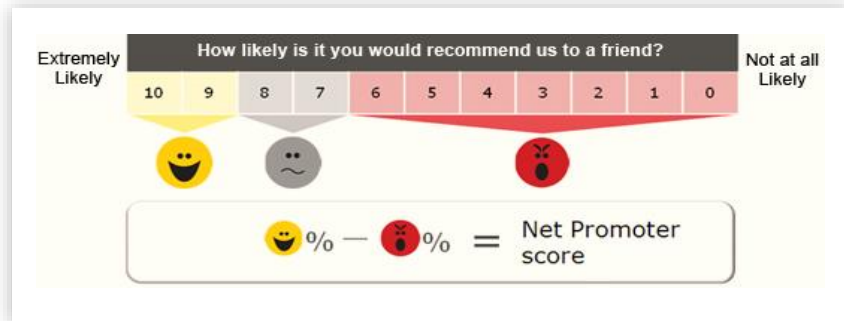 How likely is it you would recommend us to a friend?
Extremely
Likely
Not at all
Likely
10 9 8 7 6 5 4 3 2 1 0
% — % = Net Promoter
score